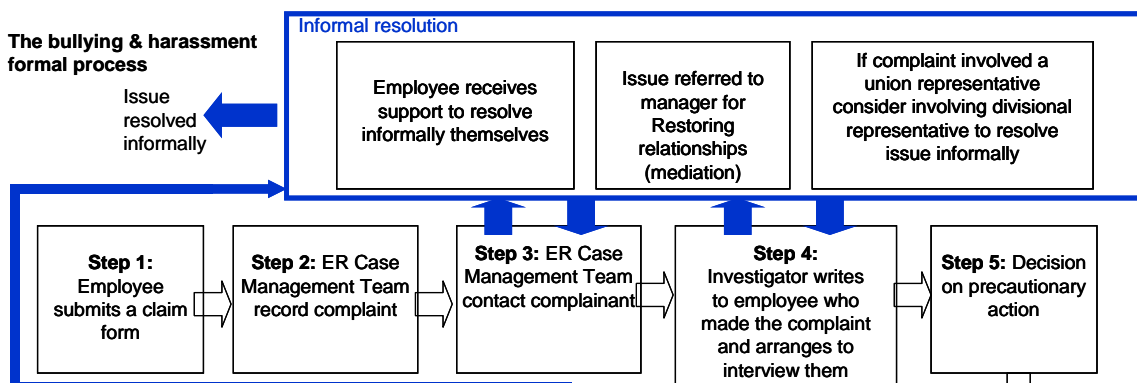 Informal resolution
The bullying & harassment
formal process
Issue
resolved
informally
Employee receives
support to resolve
informally themselves
Issue referred to
manager for
Restoring
relationships
(mediation)
If complaint involved a
union representative
consider involving divisional
representative to resolve
issue informally
Step 1:
Employee
submits a claim
form
Step 2: ER Case
Management Team
record complaint
Step 3: ER Case
Management Team
contact complainant
Step 4:
Investigator writes
to employee who
made the complaint
and arranges to
interview them
Step 5: Decision
on precautionary
action